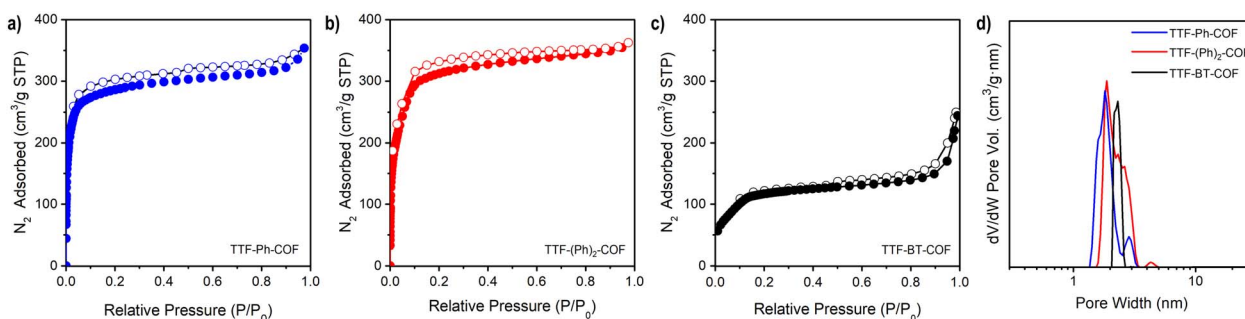 a)
N2 Adsorbed (cm3/g STP)
400
300
200
100
0
0.0 0.2 0.4 0.6 0.8 1.0
TTF-Ph-COF
Relative Pressure (P/P0)
b)
N2 Adsorbed (cm3/g STP)
400
300
200
100
0
0.0 0.2 0.4 0.6 0.8 1.0
TTF-(Ph)2-COF
Relative Pressure (P/P0)
c)
N2 Adsorbed (cm3/g STP)
400
300
200
100
0
0.0 0.2 0.4 0.6 0.8 1.0
TTF-BT-COF
Relative Pressure (P/P0)
d)
dV/dW Pore Vol. (cm3/g·nm)
TTF-Ph-COF
TTF-(Ph)2-COF
TTF-BT-COF
1 10
Pore Width (nm)